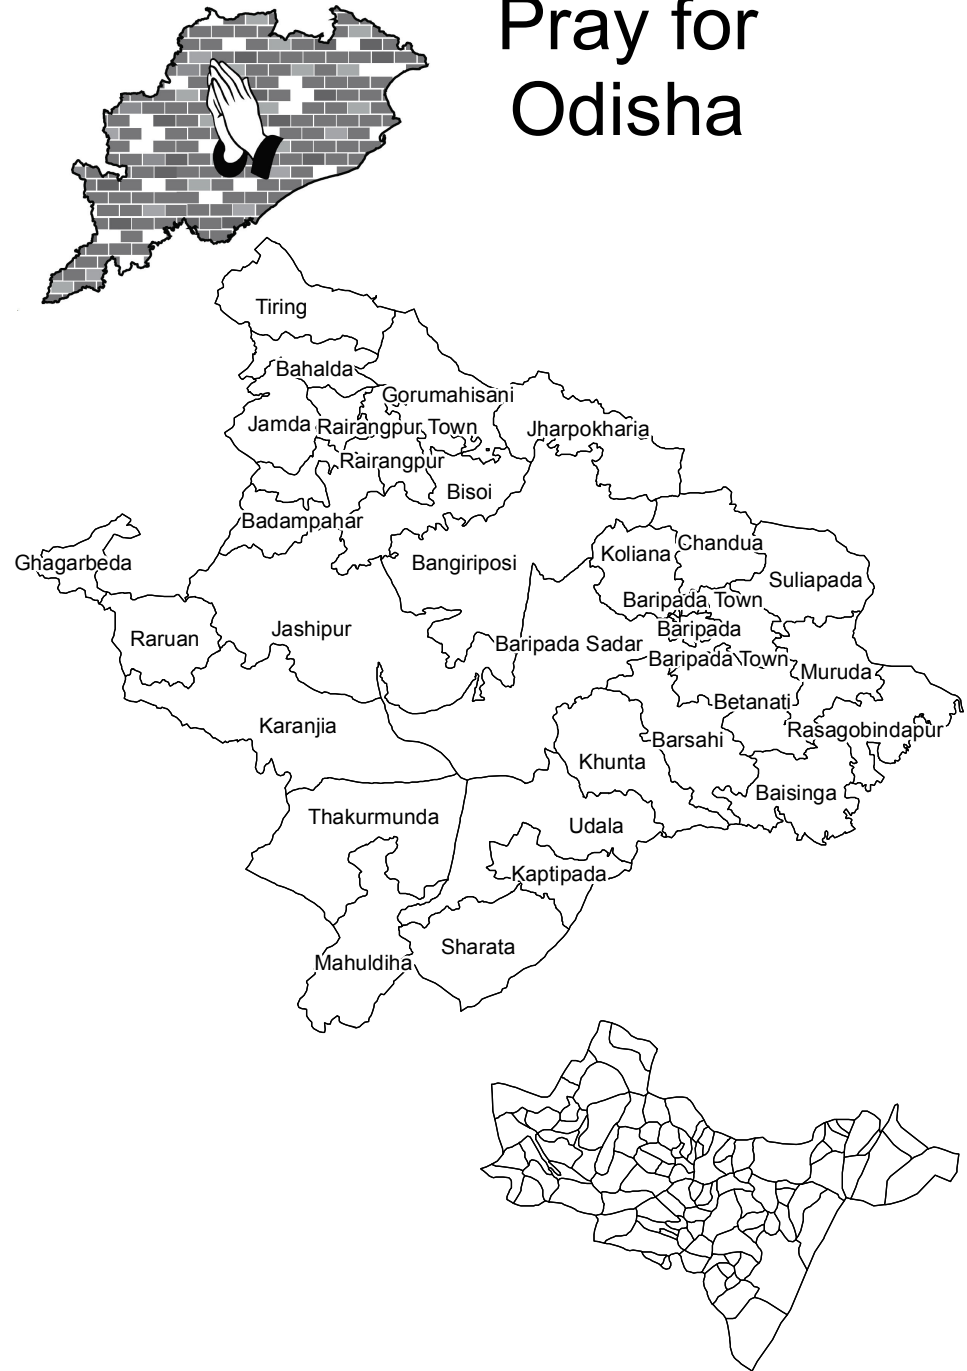 Pray for
Odisha
Tiring
Bahalda
Gorumahisani
Jamda
Rairangpur Town
Jharpokharia
Rairangpur
Bisoi
Badampahar
Ghagarbeda
Bangiriposi
Koliana
Chandua
Suliapada
Baripada Town
Raruan
Jashipur
Baripada Sadar
Baripada
Baripada Town
Muruda
Betanati
Karanjia
Barsahi
Rasagobindapur
Khunta
Baisinga
Thakurmunda
Udala
Kaptipada
Sharata
Mahuldiha